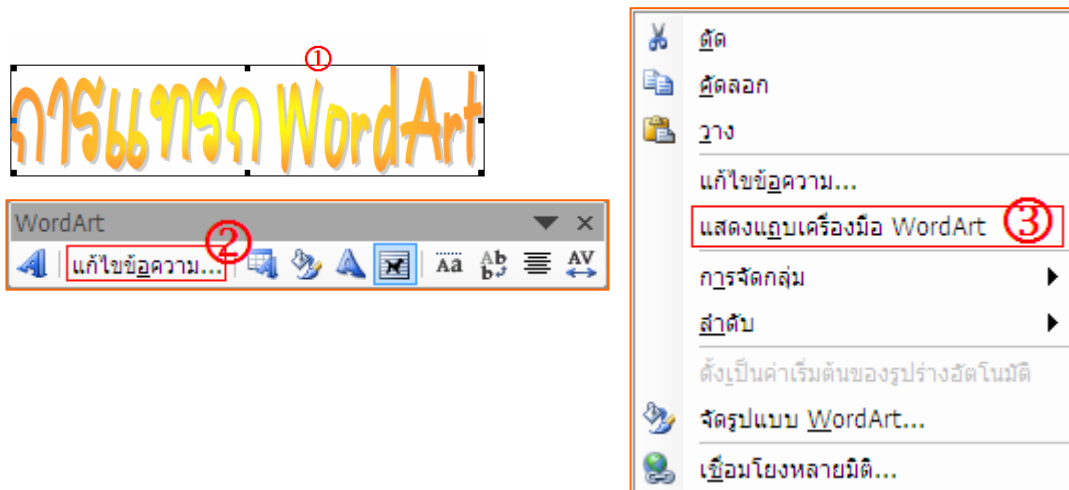 ①
การแทรก WordArt
WordArt
② แก้ไขข้อความ... Aa Ab b AV
ตัด
คัดลอก
วาง
แก้ไขข้อความ...
แสดงแถบเครื่องมือ WordArt ③
การจัดกลุ่ม
ลำดับ
ตั้งเป็นค่าเริ่มต้นของรูปร่างอัตโนมัติ
จัดรูปแบบ WordArt...
เชื่อมโยงหลายมิติ...